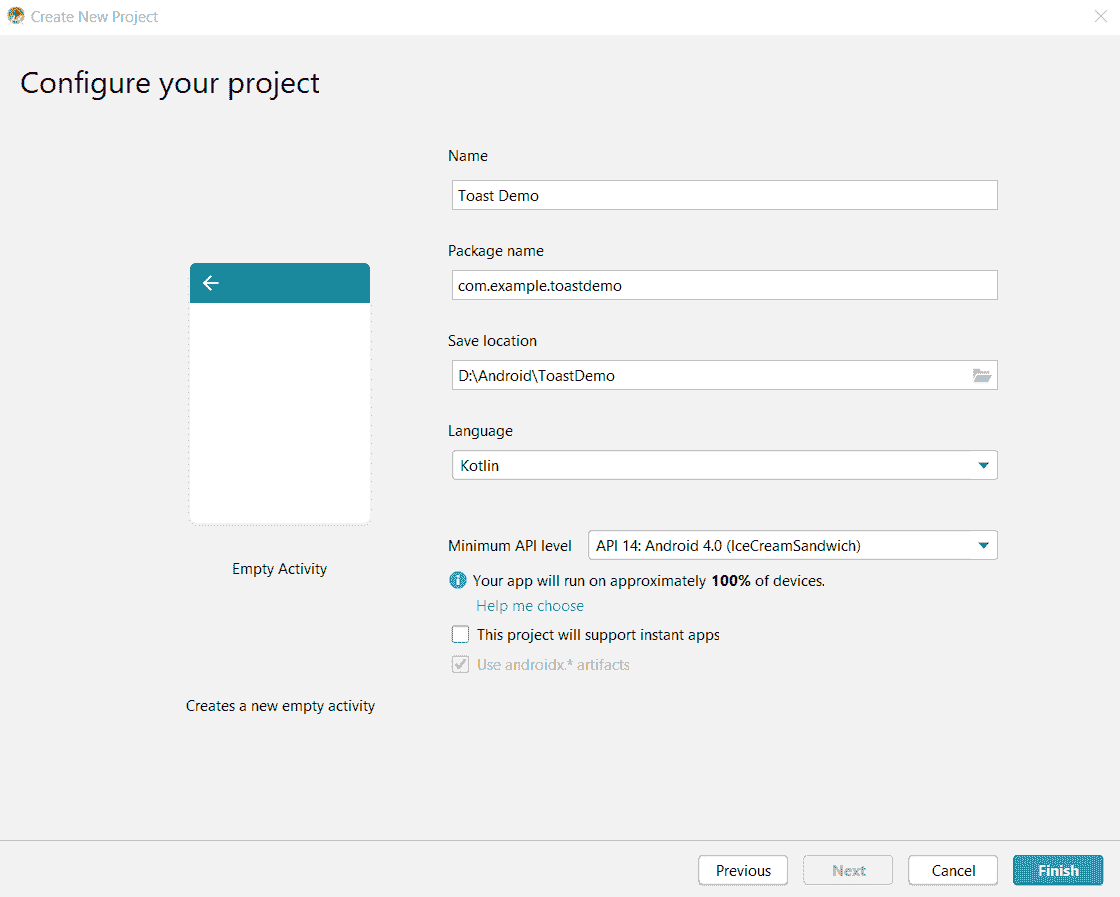 Create New Project
Configure your project
Name
Toast Demo
Package name
com.example.toastdemo
Save location
D:\Android\ToastDemo
Language
Kotlin
Minimum API level API 14: Android 4.0 (IceCreamSandwich)
Your app will run on approximately 100% of devices.
Help me choose
This project will support instant apps
Use androidx.* artifacts
Empty Activity
Creates a new empty activity
Previous Next Cancel Finish